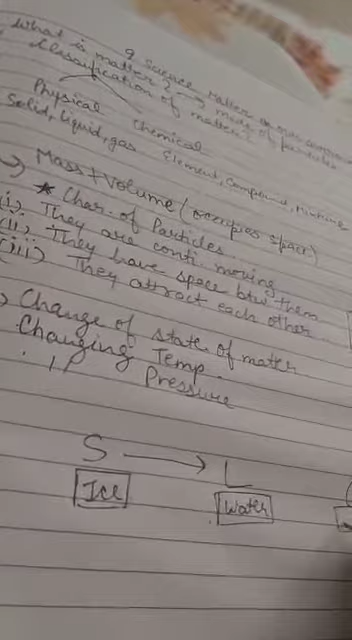 9 Science Matter in our
What is matter? → made of particles
Classification of matter?
Physical Chemical
Solid, Liquid, gas Element, Compound, Mixture
→ Mass + Volume (occupies space)
* Char. of Particles.
(i) They are conti moving
(ii) They have space btw them
(iii) They attract each other.
Change of state of matter
Changing Temp.
Pressure
S → L
Ice Water